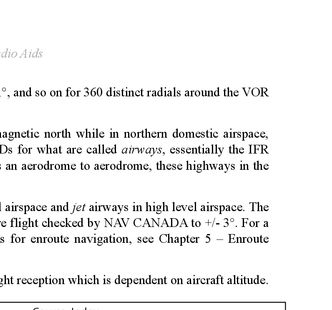 dio Aids
°, and so on for 360 distinct radials around the VOR
agnetic north while in northern domestic airspace,
Ds for what are called airways, essentially the IFR
an aerodrome to aerodrome, these highways in the
airspace and jet airways in high level airspace. The
e flight checked by NAV CANADA to +/- 3°. For a
s for enroute navigation, see Chapter 5 – Enroute
ght reception which is dependent on aircraft altitude.